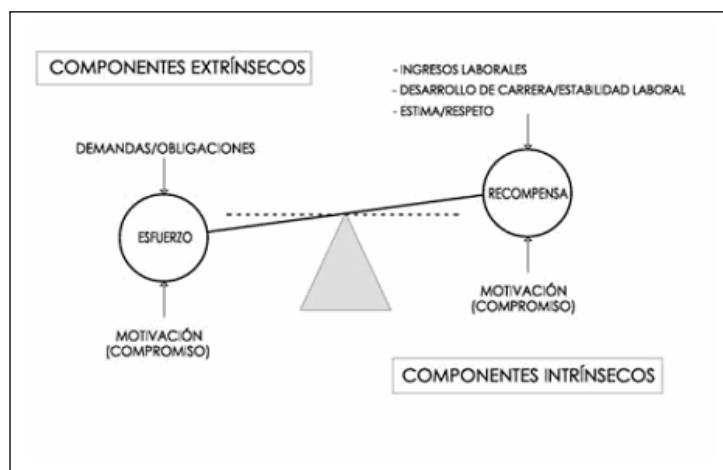 COMPONENTES EXTRÍNSECOS
- INGRESOS LABORALES
- DESARROLLO DE CARRERA/ESTABILIDAD LABORAL
- ESTIMA/RESPETO
DEMANDAS/OBLIGACIONES
RECOMPENSA
ESFUERZO
MOTIVACIÓN
(COMPROMISO)
MOTIVACIÓN
(COMPROMISO)
COMPONENTES INTRÍNSECOS